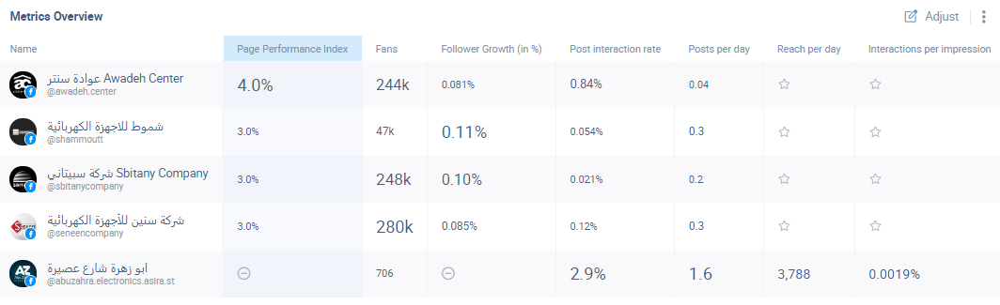 Metrics Overview
Adjust
Name Page Performance Index Fans Follower Growth (in %) Post interaction rate Posts per day Reach per day Interactions per impression
عوادة سنتر Awadeh Center 4.0% 244k 0.081% 0.84% 0.04
@awadeh.center
شموط للاجهزة الكهربائية 3.0% 47k 0.11% 0.054% 0.3
@shammoutt
شركة سبيتاني Sbitany Company 3.0% 248k 0.10% 0.021% 0.2
@sbitanycompany
شركة سنين للأجهزة الكهربائية 3.0% 280k 0.085% 0.12% 0.3
@seneencompany
ابو زهرة شارع عصيرة 706 2.9% 1.6 3,788 0.0019%
@abuzahra.electronics.asira.st